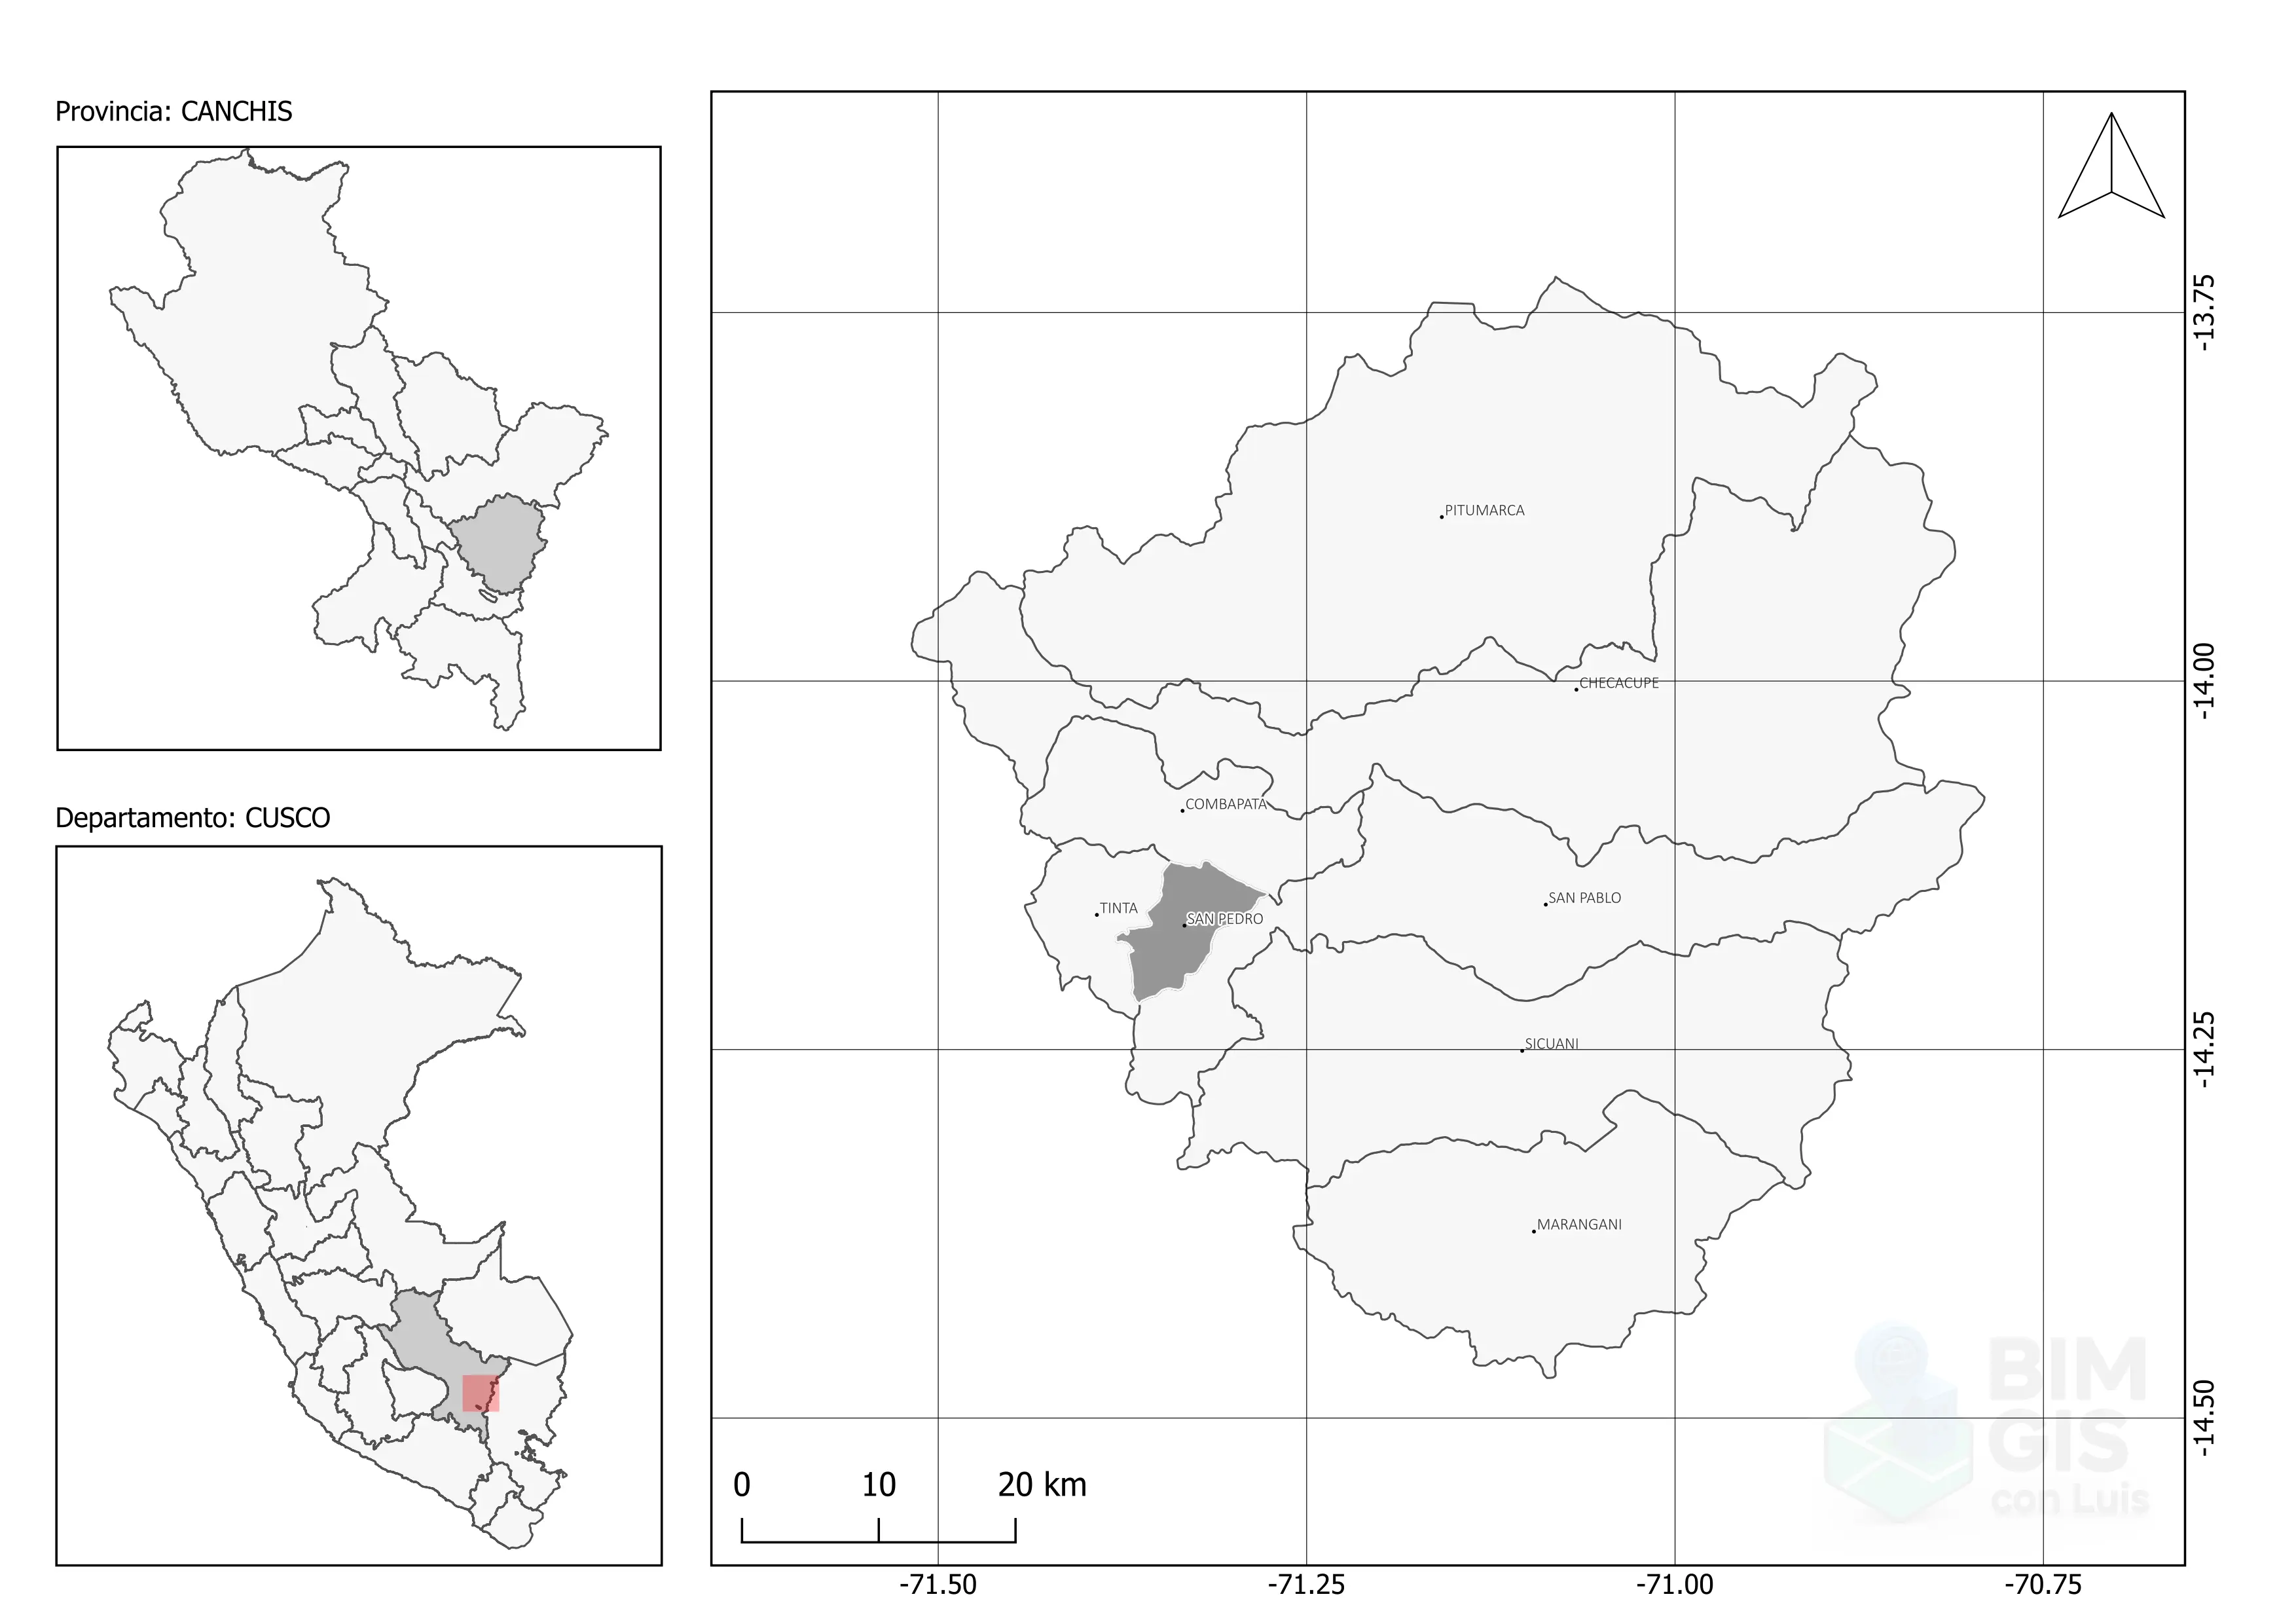 Provincia: CANCHIS
Departamento: CUSCO
PITUMARCA
CHECACUPE
COMBAPATA
TINTA
SAN PEDRO
SAN PABLO
SICUANI
MARANGANI
-13.75
-14.00
-14.25
-14.50
0 10 20 km
BIM
GIS
con Luis
-71.50 -71.25 -71.00 -70.75